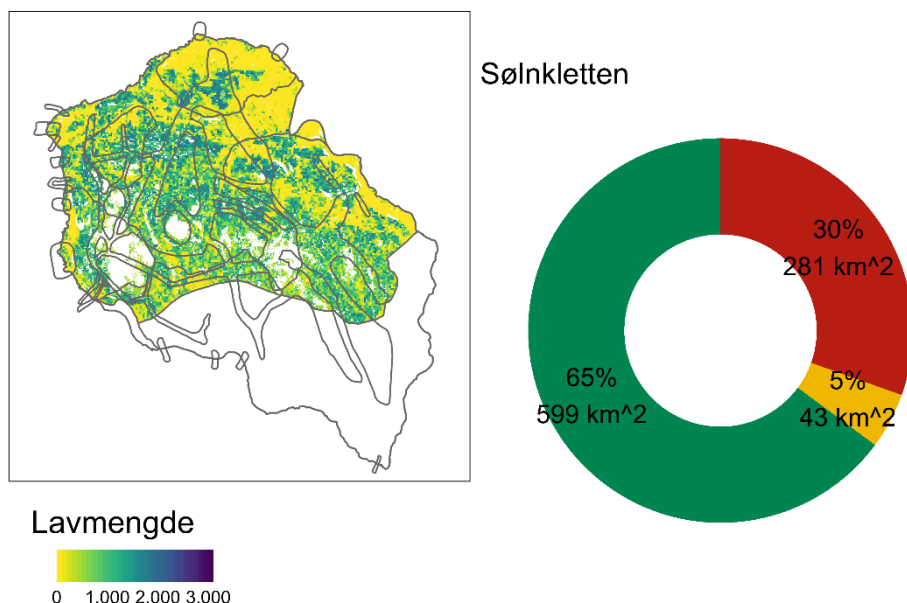 Sølnkletten
30%
281 km^2
5%
43 km^2
65%
599 km^2
Lavmengde
0 1.000 2.000 3.000